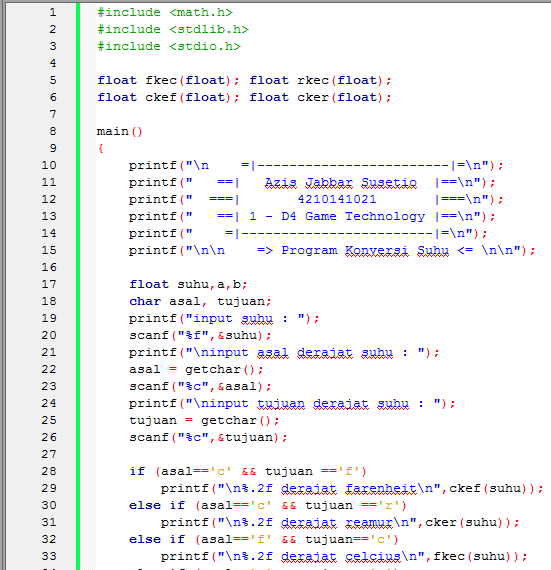 1 #include <math.h>
2 #include <stdlib.h>
3 #include <stdio.h>
4
5 float fkec(float); float rkec(float);
6 float ckef(float); float cker(float);
7
8 main()
9 {
10     printf("\n    =|------------------------|=\n");
11     printf("   ==|   Azis Jabbar Susetio  |==\n");
12     printf("  ===|       4210141021       |===\n");
13     printf("   ==| 1 - D4 Game Technology |==\n");
14     printf("    =|------------------------|=\n");
15     printf("\n\n    => Program Konversi Suhu <= \n\n");
16
17     float suhu,a,b;
18     char asal, tujuan;
19     printf("input suhu : ");
20     scanf("%f",&suhu);
21     printf("\ninput asal derajat suhu : ");
22     asal = getchar();
23     scanf("%c",&asal);
24     printf("\ninput tujuan derajat suhu : ");
25     tujuan = getchar();
26     scanf("%c",&tujuan);
27
28     if (asal=='c' && tujuan =='f')
29         printf("\n%.2f derajat farenheit\n",ckef(suhu));
30     else if (asal=='c' && tujuan =='r')
31         printf("\n%.2f derajat reamur\n",cker(suhu));
32     else if (asal=='f' && tujuan=='c')
33         printf("\n%.2f derajat celcius\n",fkec(suhu));